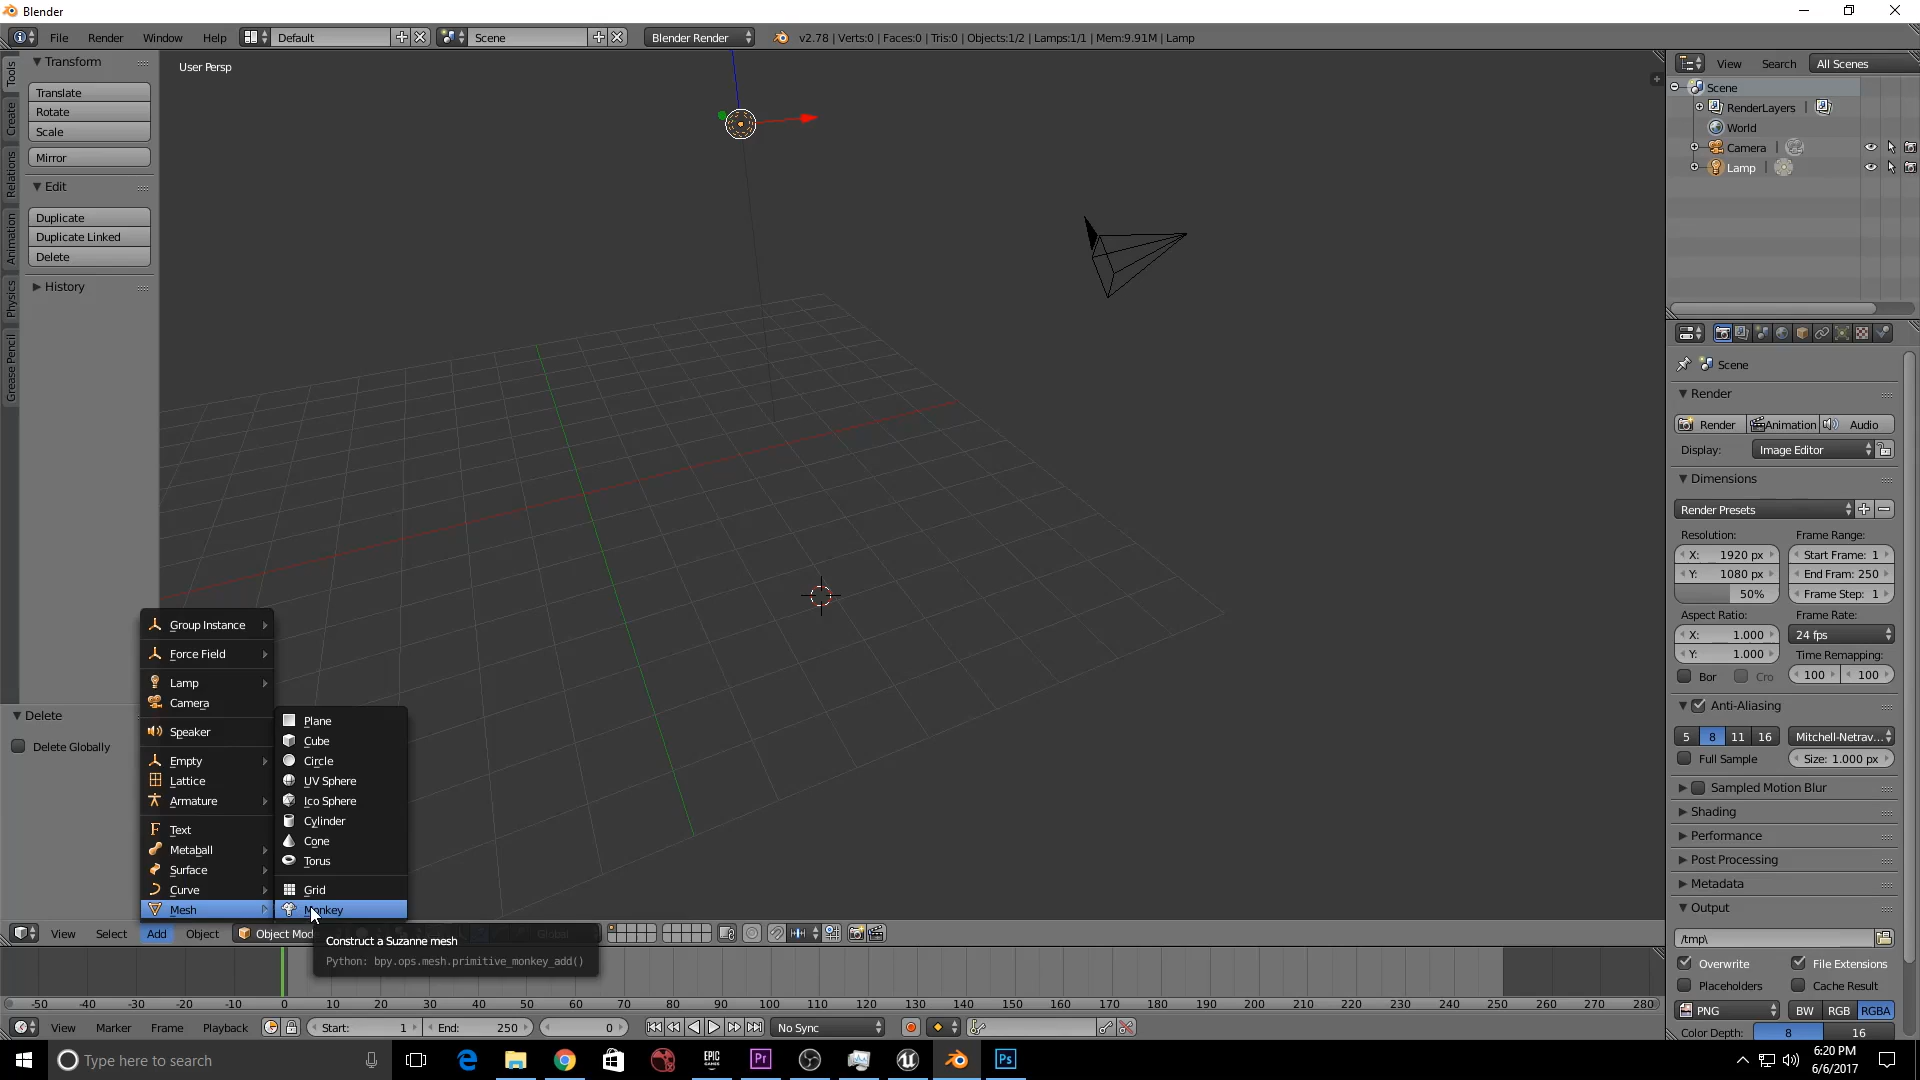 Blender
File Render Window Help Default Scene Blender Render v2.78 | Verts:0 | Faces:0 | Tris:0 | Objects:1/2 | Lamps:1/1 | Mem:9.91M | Lamp
Tools
Create
Relations
Animation
Physics
Grease Pencil
Transform
Translate
Rotate
Scale
Mirror
Edit
Duplicate
Duplicate Linked
Delete
History
Delete
Delete Globally
User Persp
Group Instance
Force Field
Lamp
Camera
Speaker
Empty
Lattice
Armature
Text
Metaball
Surface
Curve
Mesh
Plane
Cube
Circle
UV Sphere
Ico Sphere
Cylinder
Cone
Torus
Grid
Monkey
Construct a Suzanne mesh
Python: bpy.ops.mesh.primitive_monkey_add()
View Select Add Object Object Mod Global
-50 -40 -30 -20 -10 0 10 20 30 40 50 60 70 80 90 100 110 120 130 140 150 160 170 180 190 200 210 220 230 240 250 260 270 280
View Marker Frame Playback Start: 1 End: 250 0 No Sync
View Search All Scenes
Scene
RenderLayers |
World
Camera |
Lamp |
Scene
Render
Render Animation Audio
Display: Image Editor
Dimensions
Render Presets
Resolution: Frame Range:
X: 1920 px Start Frame: 1
Y: 1080 px End Fram: 250
50% Frame Step: 1
Aspect Ratio: Frame Rate:
X: 1.000 24 fps
Y: 1.000 Time Remapping:
Bor Cro 100 100
Anti-Aliasing
5 8 11 16 Mitchell-Netrav...
Full Sample Size: 1.000 px
Sampled Motion Blur
Shading
Performance
Post Processing
Metadata
Output
/tmp\
Overwrite File Extensions
Placeholders Cache Result
PNG BW RGB RGBA
Color Depth: 8 16
Type here to search
EPIC GAMES
Pr
Ps
6:20 PM
6/6/2017